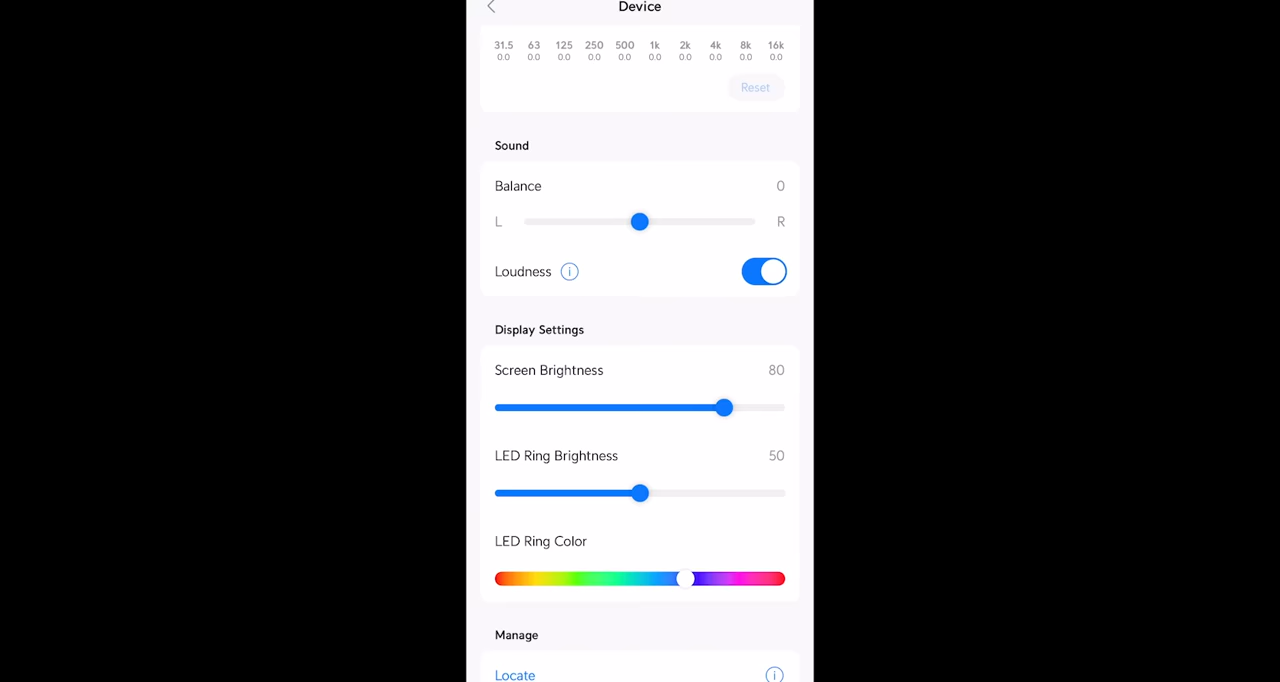 Device
31.5 63 125 250 500 1k 2k 4k 8k 16k
0.0 0.0 0.0 0.0 0.0 0.0 0.0 0.0 0.0 0.0
Reset
Sound
Balance 0
L R
Loudness i
Display Settings
Screen Brightness 80
LED Ring Brightness 50
LED Ring Color
Manage
Locate i